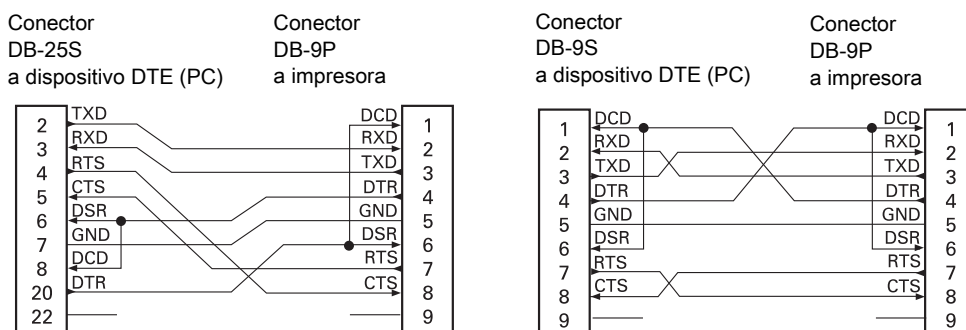 Conector
DB-25S
a dispositivo DTE (PC)
Conector
DB-9P
a impresora
2 TXD DCD 1
3 RXD RXD 2
4 RTS TXD 3
5 CTS DTR 4
6 DSR GND 5
7 GND DSR 6
8 DCD RTS 7
20 DTR CTS 8
22 9
Conector
DB-9S
a dispositivo DTE (PC)
Conector
DB-9P
a impresora
1 DCD DCD 1
2 RXD RXD 2
3 TXD TXD 3
4 DTR DTR 4
5 GND GND 5
6 DSR DSR 6
7 RTS RTS 7
8 CTS CTS 8
9 9